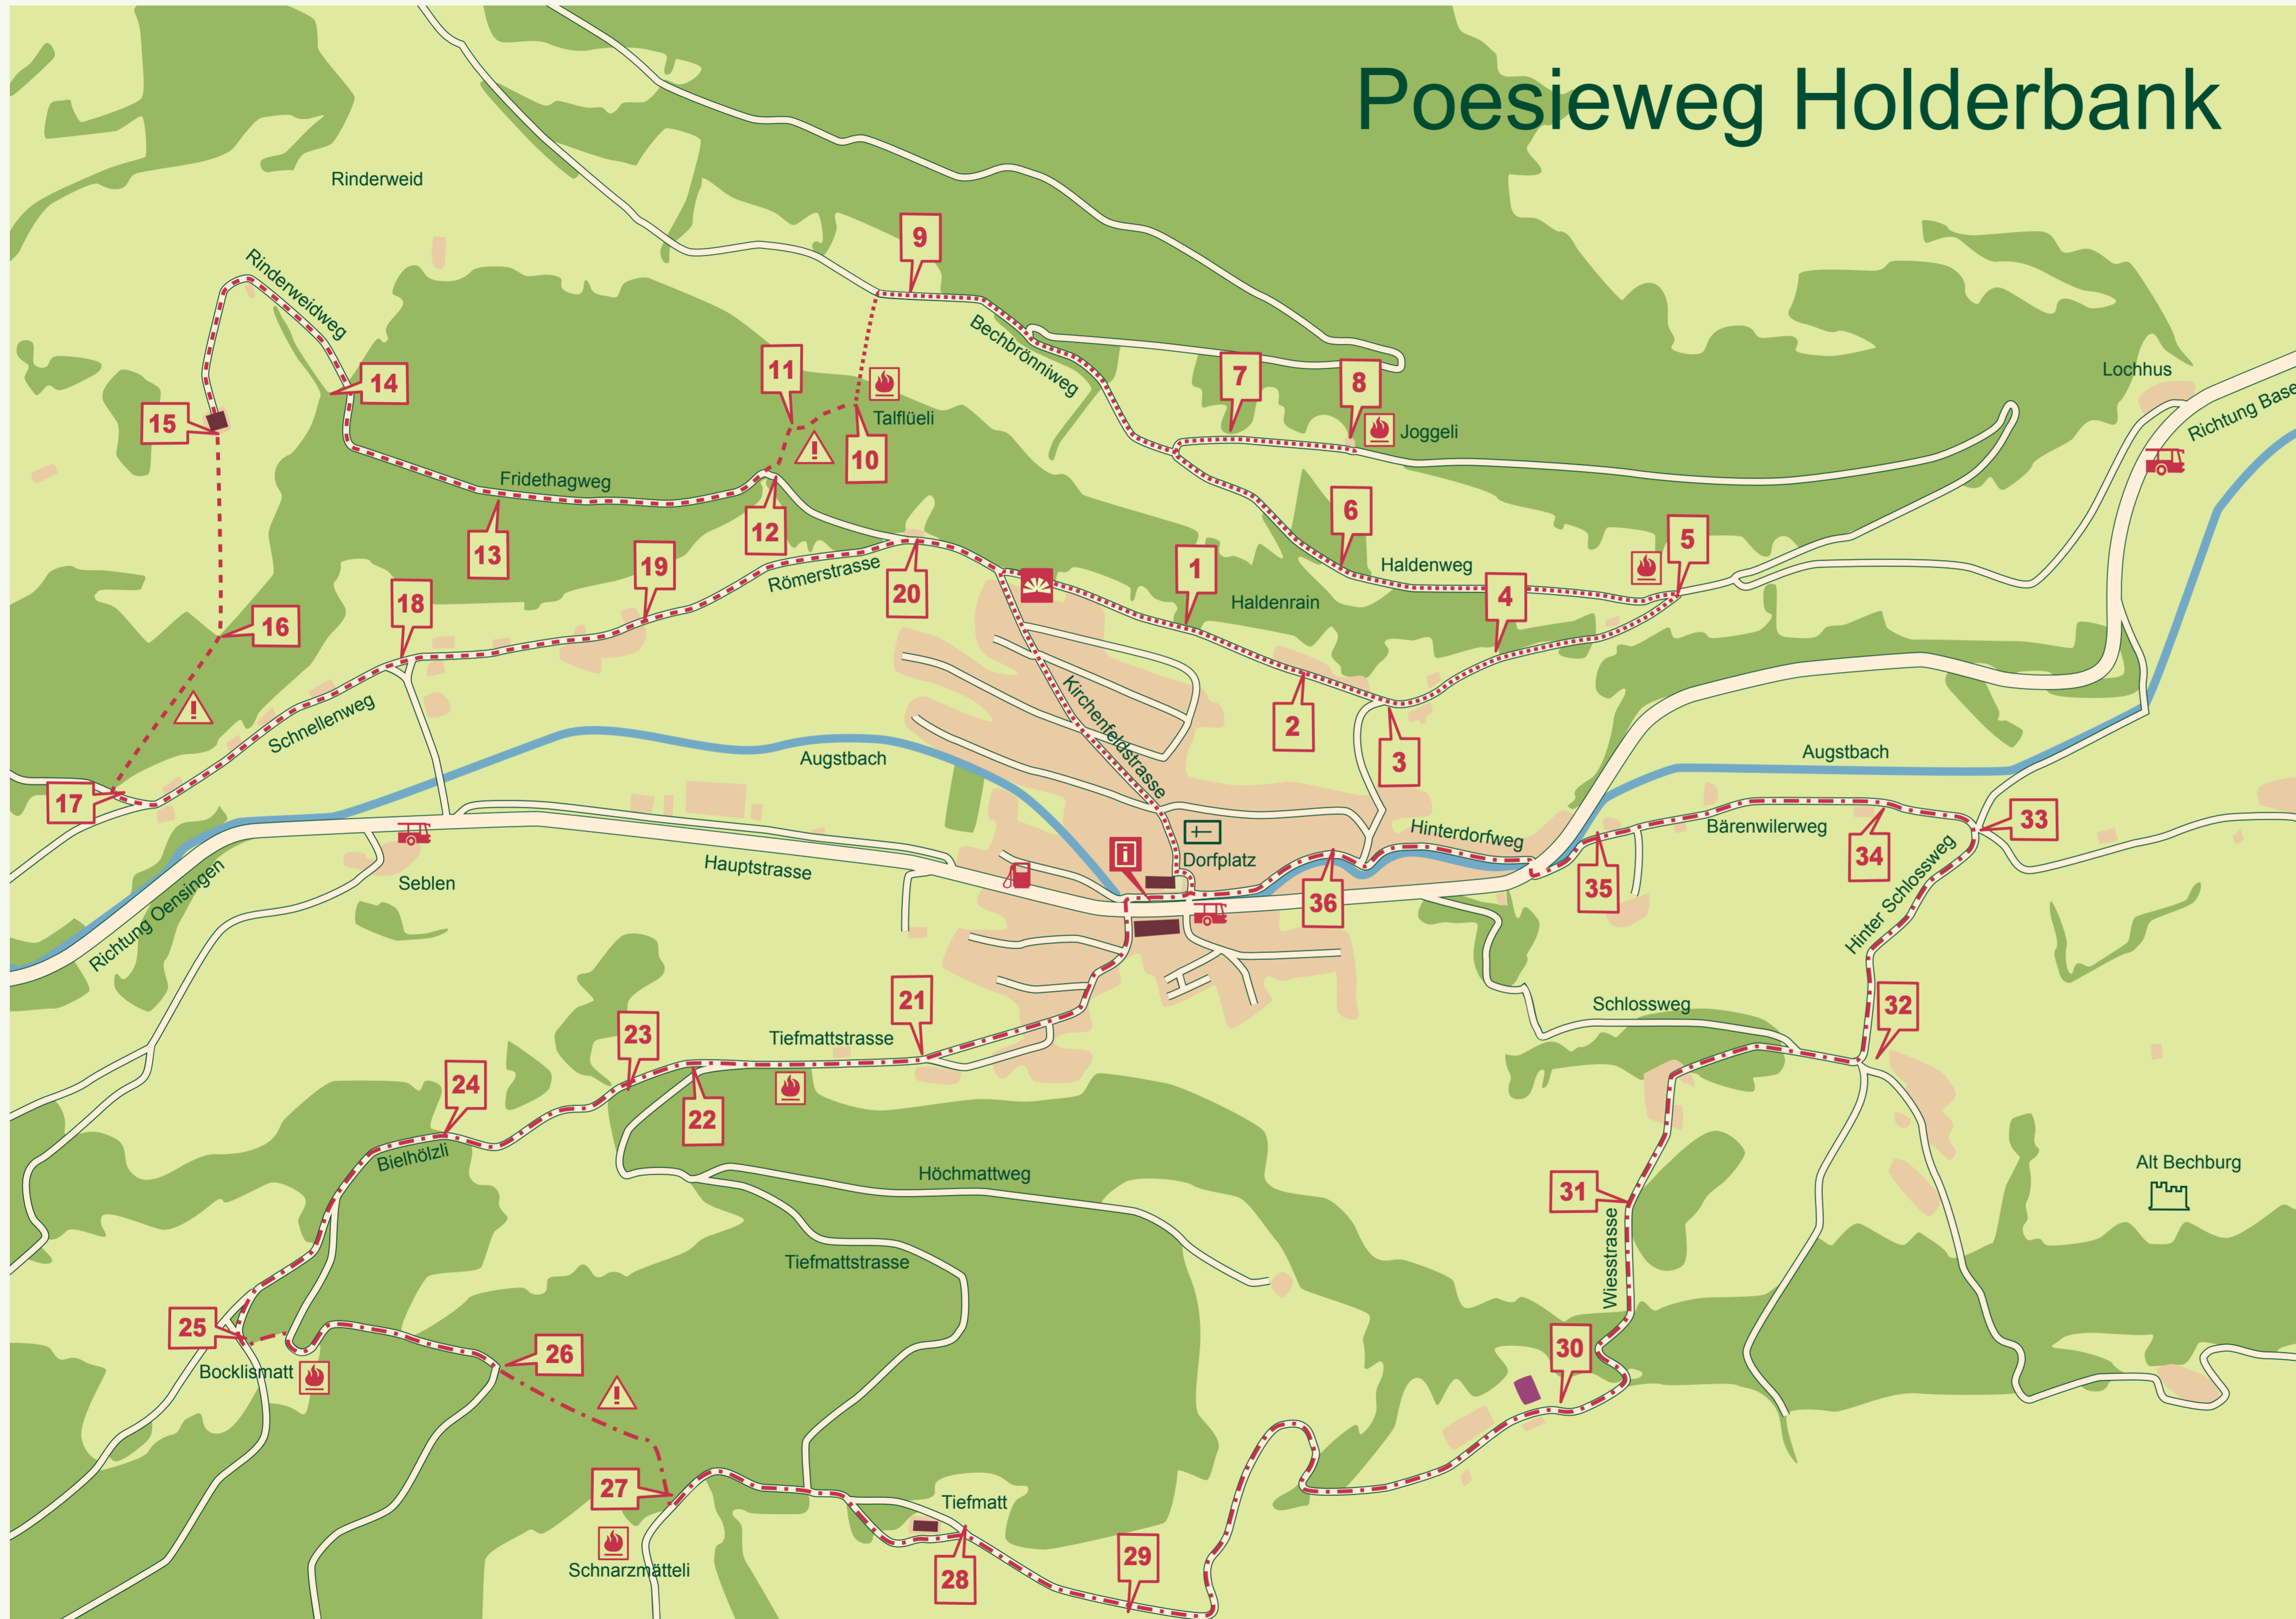 Poesieweg Holderbank
Rinderweid
9
Rinderweidweg
Bechbrönniweg
Lochhus
Richtung Base
11
14
7
8
15
Talflüeli
Joggeli
10
!
Fridethagweg
6
12
13
5
19
Haldenweg
1
Römerstrasse
20
18
Haldenrain
4
16
!
Schnellenweg
Kirchenfeldstrasse
2
3
Augstbach
Augstbach
17
33
Hinterdorfweg
Bärenwilerweg
34
i
Dorfplatz
Hauptstrasse
Seblen
35
36
Hinter Schlossweg
Richtung Oensingen
21
Schlossweg
32
23
Tiefmattstrasse
24
22
Bielhölzli
Höchmattweg
Alt Bechburg
31
Wiesstrasse
Tiefmattstrasse
25
30
26
Bocklismatt
!
27
Tiefmatt
29
Schnarzmätteli
28